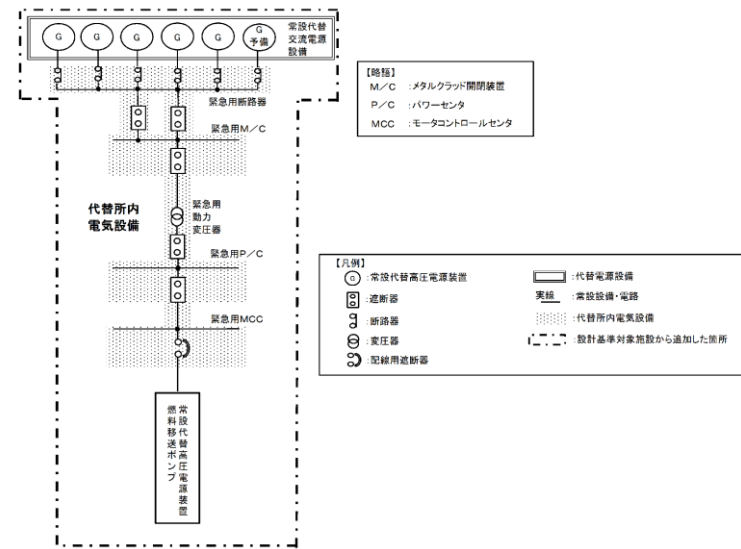 G
G
G
G
G
G
予備
常設代替
交流電源
設備
緊急用断路器
緊急用M/C
代替所内
電気設備
緊急用
動力
変圧器
緊急用P/C
緊急用MCC
常設代替高圧電源装置
燃料移送ポンプ
【略語】
M/C :メタルクラッド開閉装置
P/C :パワーセンタ
MCC :モータコントロールセンタ
【凡例】
G :常設代替高圧電源装置
:遮断器
:断路器
:変圧器
:配線用遮断器
:代替電源設備
実線 :常設設備・電路
:代替所内電気設備
:設計基準対象施設から追加した箇所